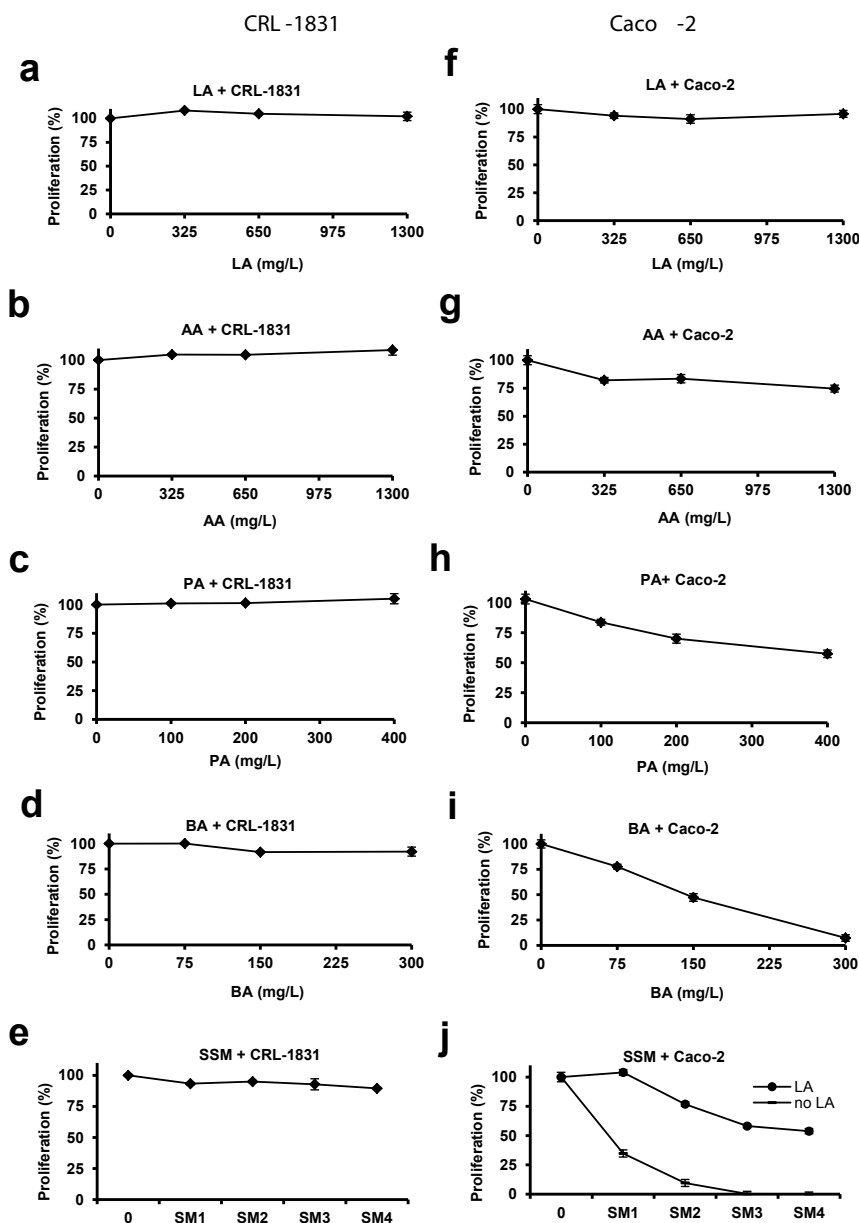 CRL -1831
Caco -2
a
LA + CRL-1831
Proliferation (%)
100
75
50
25
0
0 325 650 975 1300
LA (mg/L)
f
LA + Caco-2
Proliferation (%)
100
75
50
25
0
0 325 650 975 1300
LA (mg/L)
b
AA + CRL-1831
Proliferation (%)
100
75
50
25
0
0 325 650 975 1300
AA (mg/L)
g
AA + Caco-2
Proliferation (%)
100
75
50
25
0
0 325 650 975 1300
AA (mg/L)
c
PA + CRL-1831
Proliferation (%)
100
75
50
25
0
0 100 200 300 400
PA (mg/L)
h
PA+ Caco-2
Proliferation (%)
100
75
50
25
0
0 100 200 300 400
PA (mg/L)
d
BA + CRL-1831
Proliferation (%)
100
75
50
25
0
0 75 150 225 300
BA (mg/L)
i
BA + Caco-2
Proliferation (%)
100
75
50
25
0
0 75 150 225 300
BA (mg/L)
e
SSM + CRL-1831
Proliferation (%)
100
75
50
25
0
0 SM1 SM2 SM3 SM4
j
SSM + Caco-2
Proliferation (%)
100
75
50
25
0
LA
no LA
0 SM1 SM2 SM3 SM4